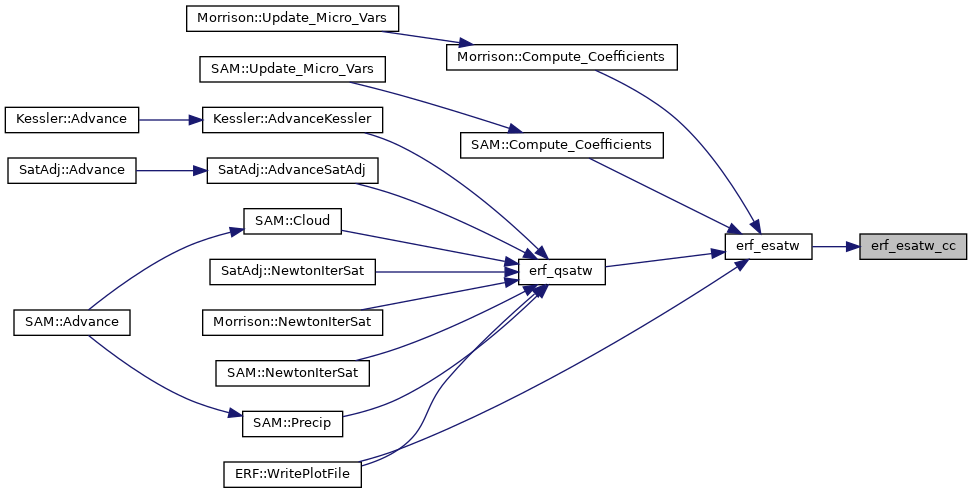 Morrison::Update_Micro_Vars
Morrison::Compute_Coefficients
SAM::Update_Micro_Vars
Kessler::Advance
Kessler::AdvanceKessler
SAM::Compute_Coefficients
SatAdj::Advance
SatAdj::AdvanceSatAdj
SAM::Cloud
erf_esatw
erf_esatw_cc
SatAdj::NewtonIterSat
erf_qsatw
SAM::Advance
Morrison::NewtonIterSat
SAM::NewtonIterSat
SAM::Precip
ERF::WritePlotFile